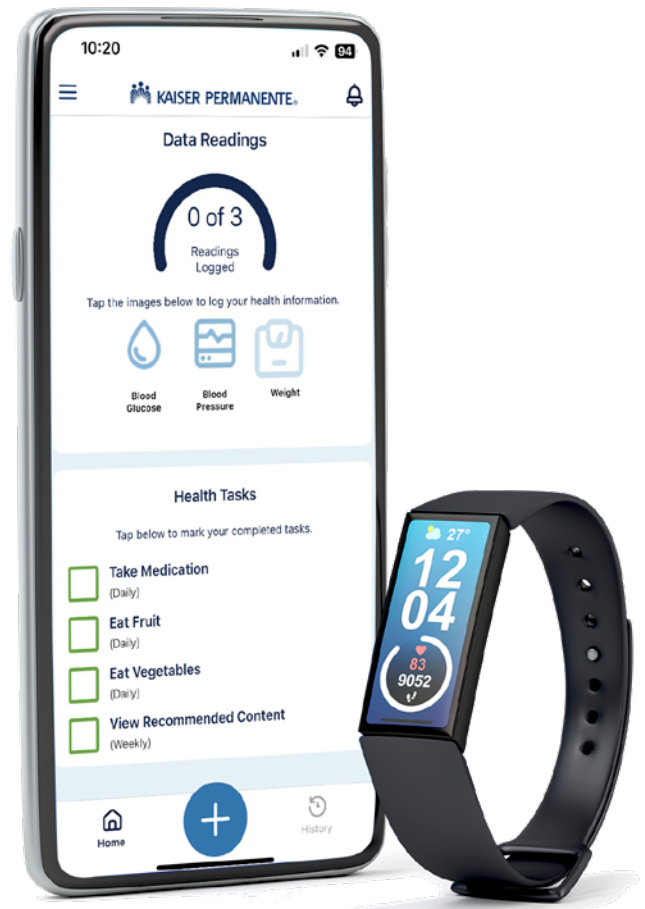 10:20
94
KAISER PERMANENTE®
Data Readings
0 of 3
Readings
Logged
Tap the images below to log your health information.
Blood
Glucose
Blood
Pressure
Weight
Health Tasks
Tap below to mark your completed tasks.
Take Medication
(Daily)
Eat Fruit
(Daily)
Eat Vegetables
(Daily)
View Recommended Content
(Weekly)
Home
History
27°
12
04
83
9052